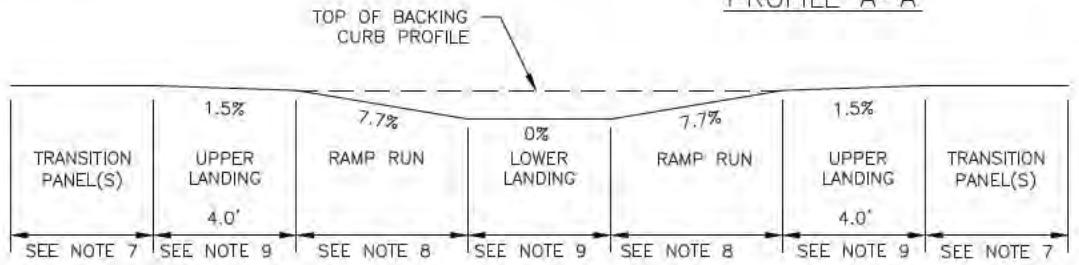 PROFILE A-A
TOP OF BACKING
CURB PROFILE
1.5%
7.7%
0%
7.7%
1.5%
TRANSITION
PANEL(S)
UPPER
LANDING
RAMP RUN
LOWER
LANDING
RAMP RUN
UPPER
LANDING
TRANSITION
PANEL(S)
4.0'
4.0'
SEE NOTE 7
SEE NOTE 9
SEE NOTE 8
SEE NOTE 9
SEE NOTE 8
SEE NOTE 9
SEE NOTE 7